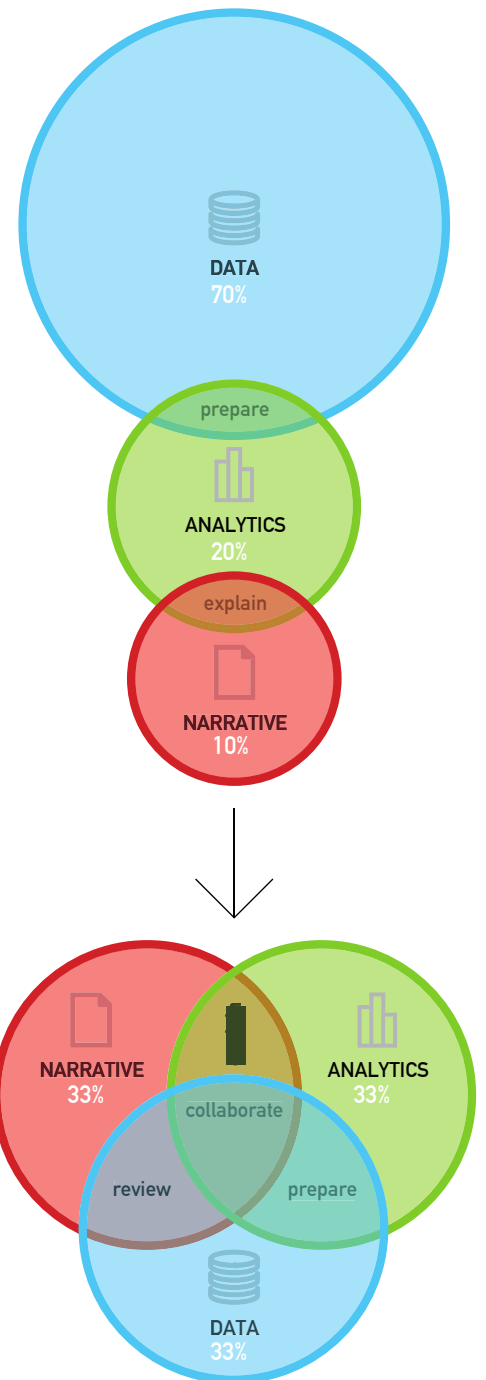 DATA
70%
prepare
ANALYTICS
20%
explain
NARRATIVE
10%
NARRATIVE
33%
ANALYTICS
33%
collaborate
review
prepare
DATA
33%